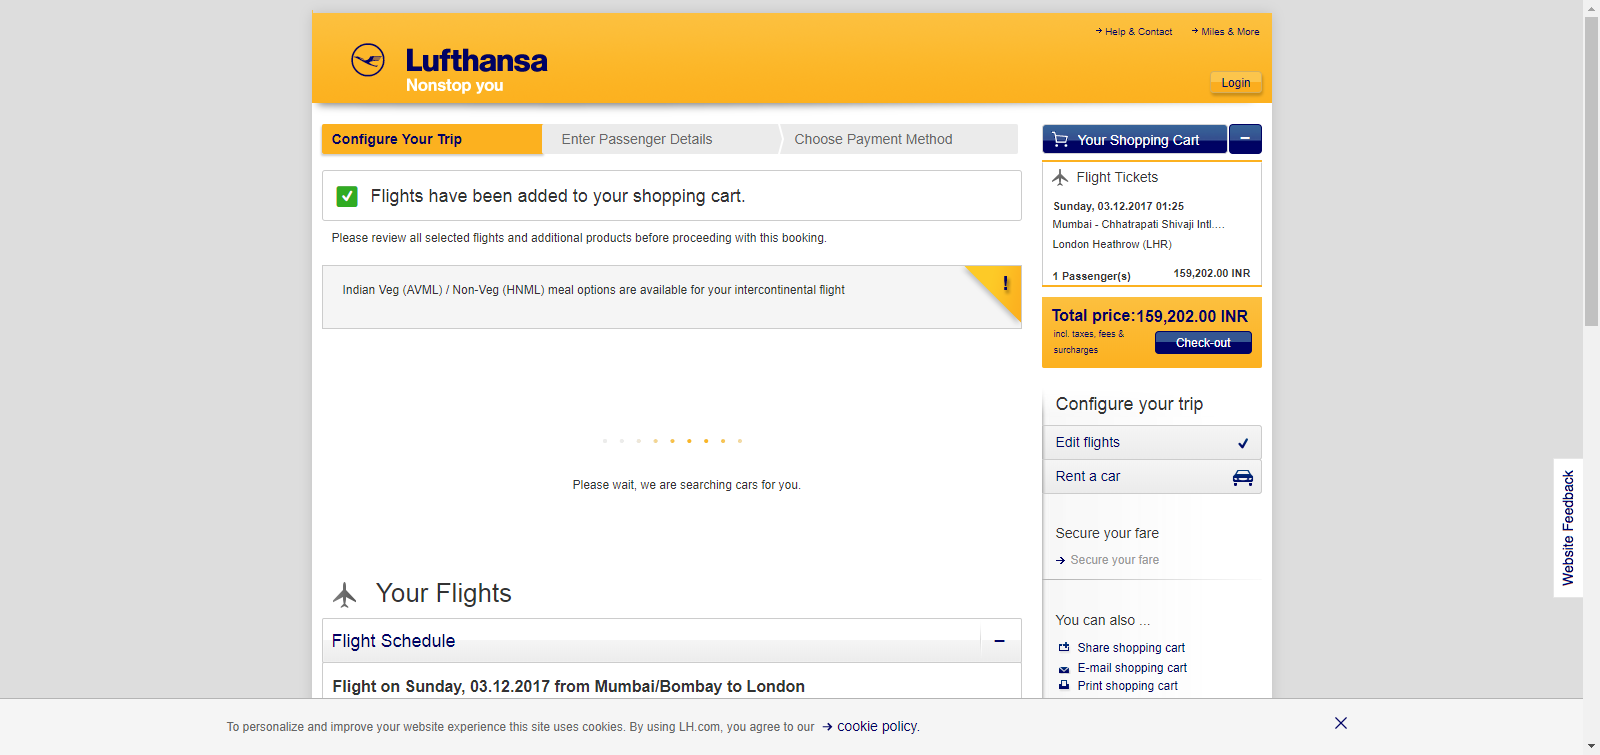 Help & Contact
Miles & More
Lufthansa
Nonstop you
Login
Configure Your Trip
Enter Passenger Details
Choose Payment Method
Flights have been added to your shopping cart.
Please review all selected flights and additional products before proceeding with this booking.
Indian Veg (AVML) / Non-Veg (HNML) meal options are available for your intercontinental flight
!
Please wait, we are searching cars for you.
Your Flights
Flight Schedule
Flight on Sunday, 03.12.2017 from Mumbai/Bombay to London
Your Shopping Cart
Flight Tickets
Sunday, 03.12.2017 01:25
Mumbai - Chhatrapati Shivaji Intl....
London Heathrow (LHR)
1 Passenger(s) 159,202.00 INR
Total price: 159,202.00 INR
incl. taxes, fees &
surcharges
Check-out
Configure your trip
Edit flights
Rent a car
Secure your fare
Secure your fare
You can also ...
Share shopping cart
E-mail shopping cart
Print shopping cart
Website Feedback
To personalize and improve your website experience this site uses cookies. By using LH.com, you agree to our cookie policy.